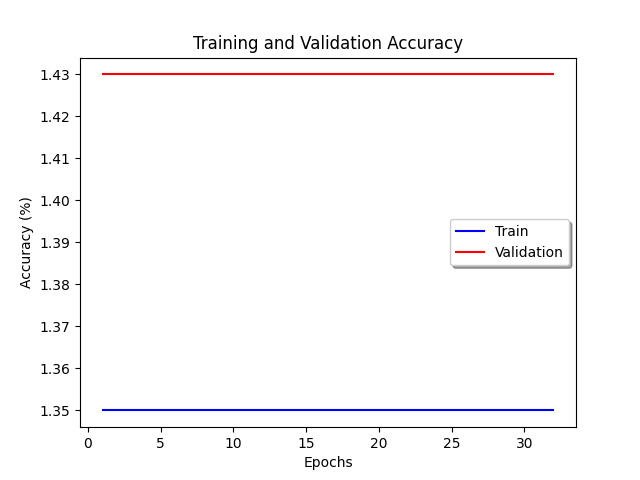 Training and Validation Accuracy
Accuracy (%)
1.43
1.42
1.41
1.40
1.39
1.38
1.37
1.36
1.35
Train
Validation
0 5 10 15 20 25 30
Epochs